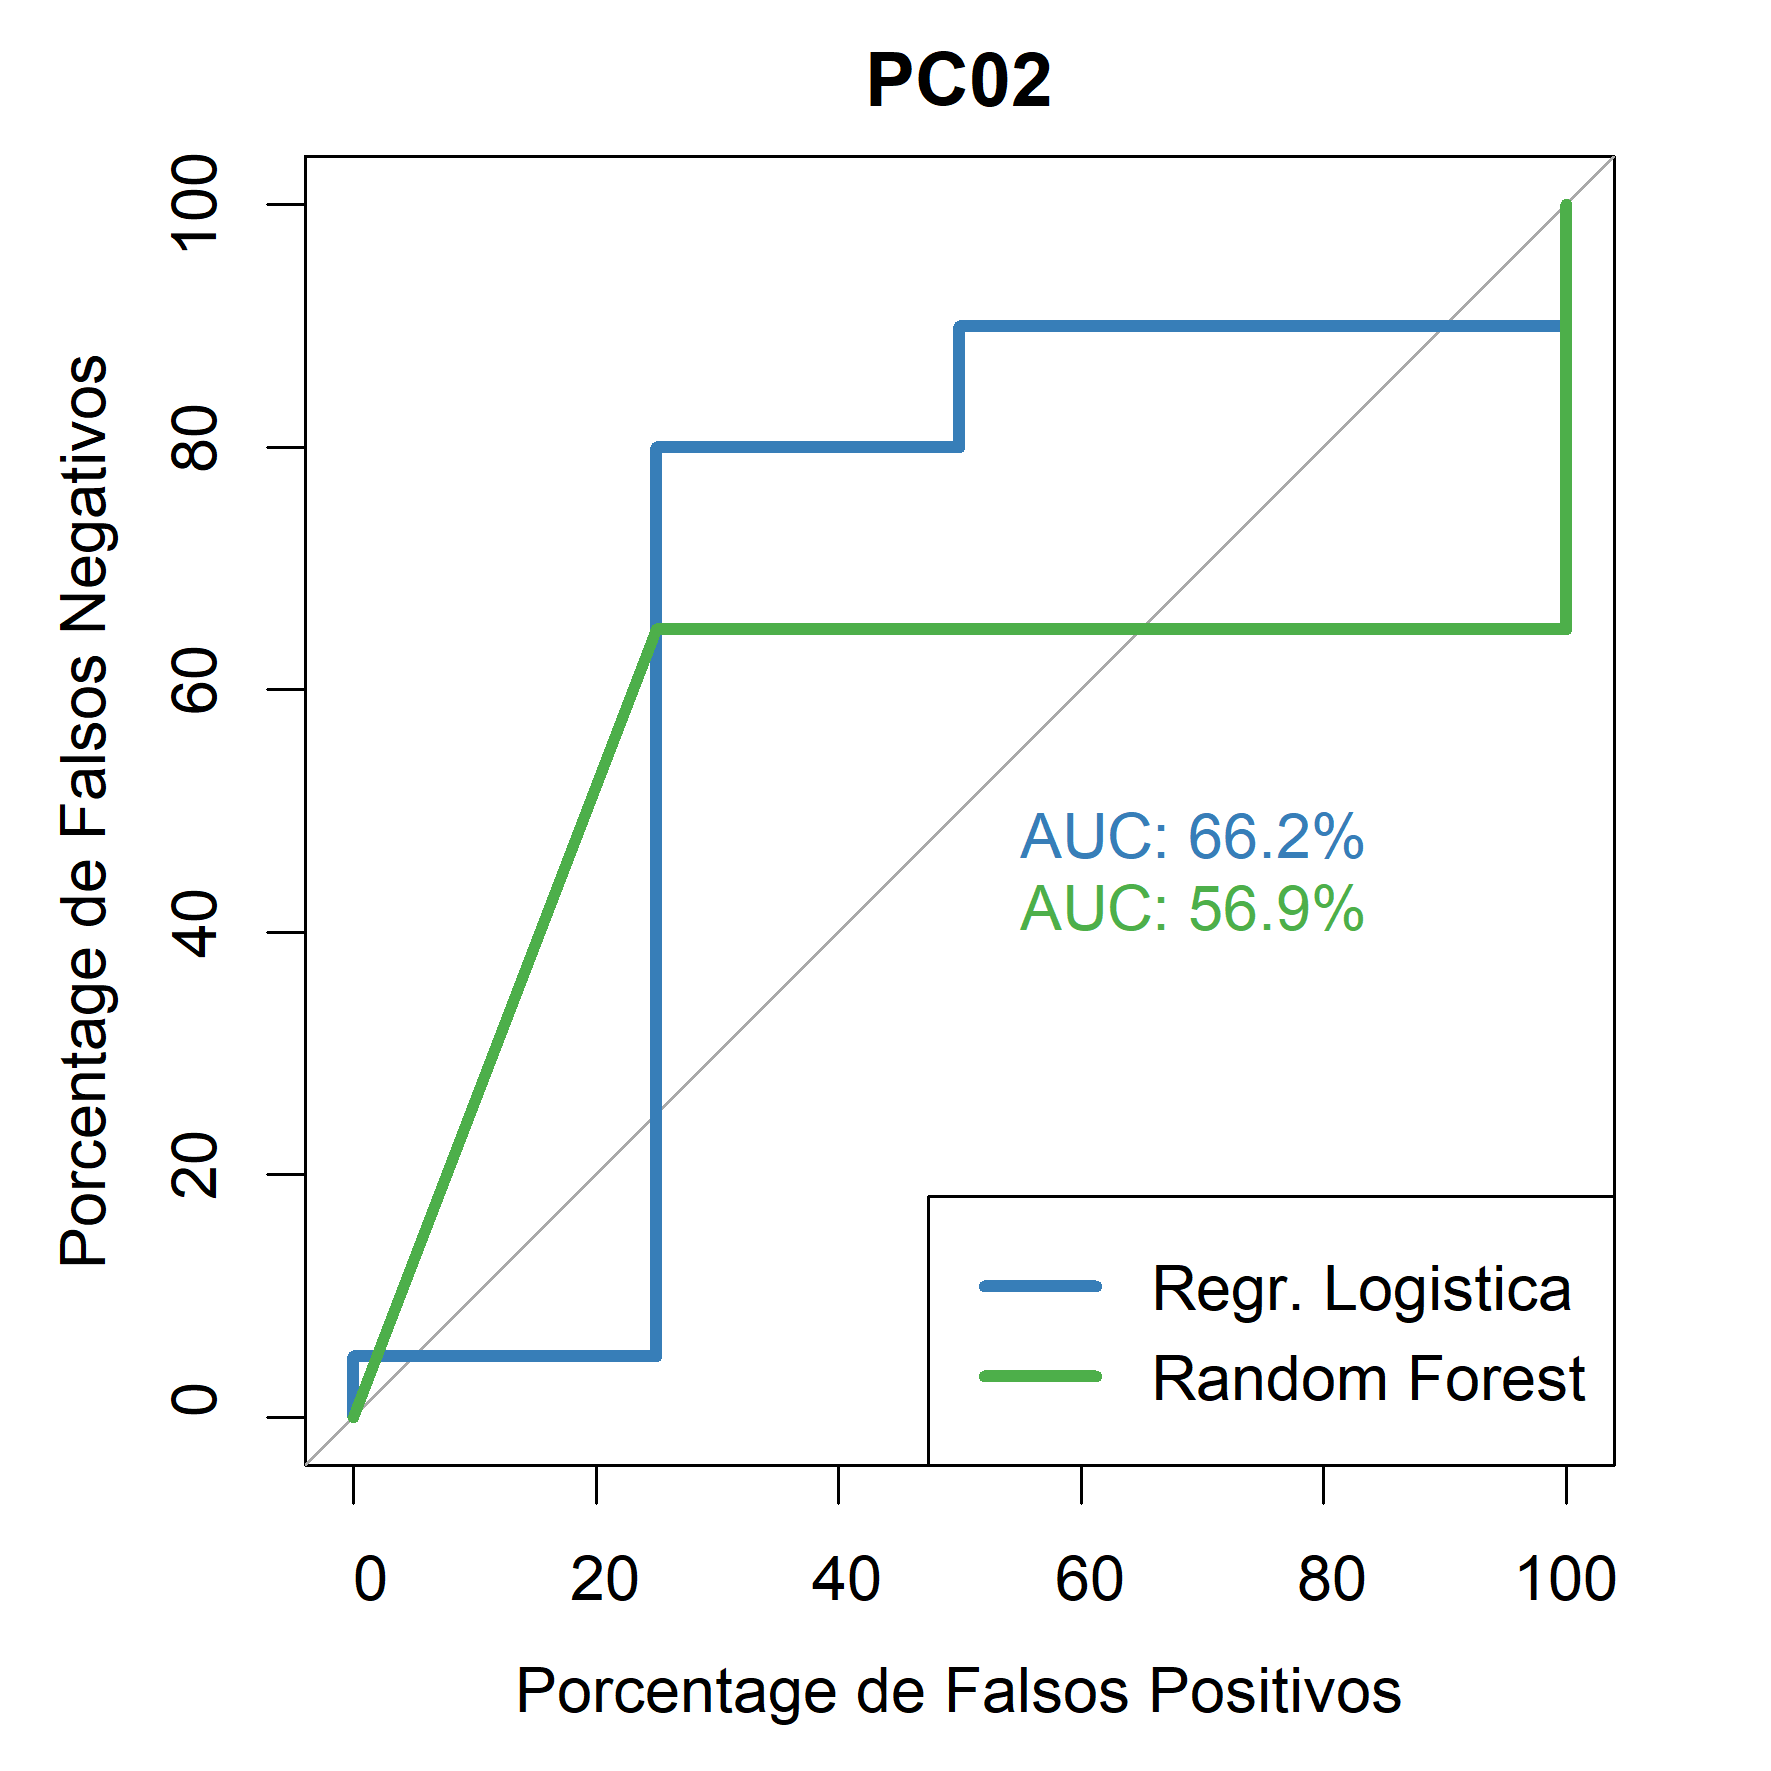 PC02
100
80
60
40
20
0
Porcentage de Falsos Negativos
AUC: 66.2%
AUC: 56.9%
Regr. Logistica
Random Forest
0 20 40 60 80 100
Porcentage de Falsos Positivos